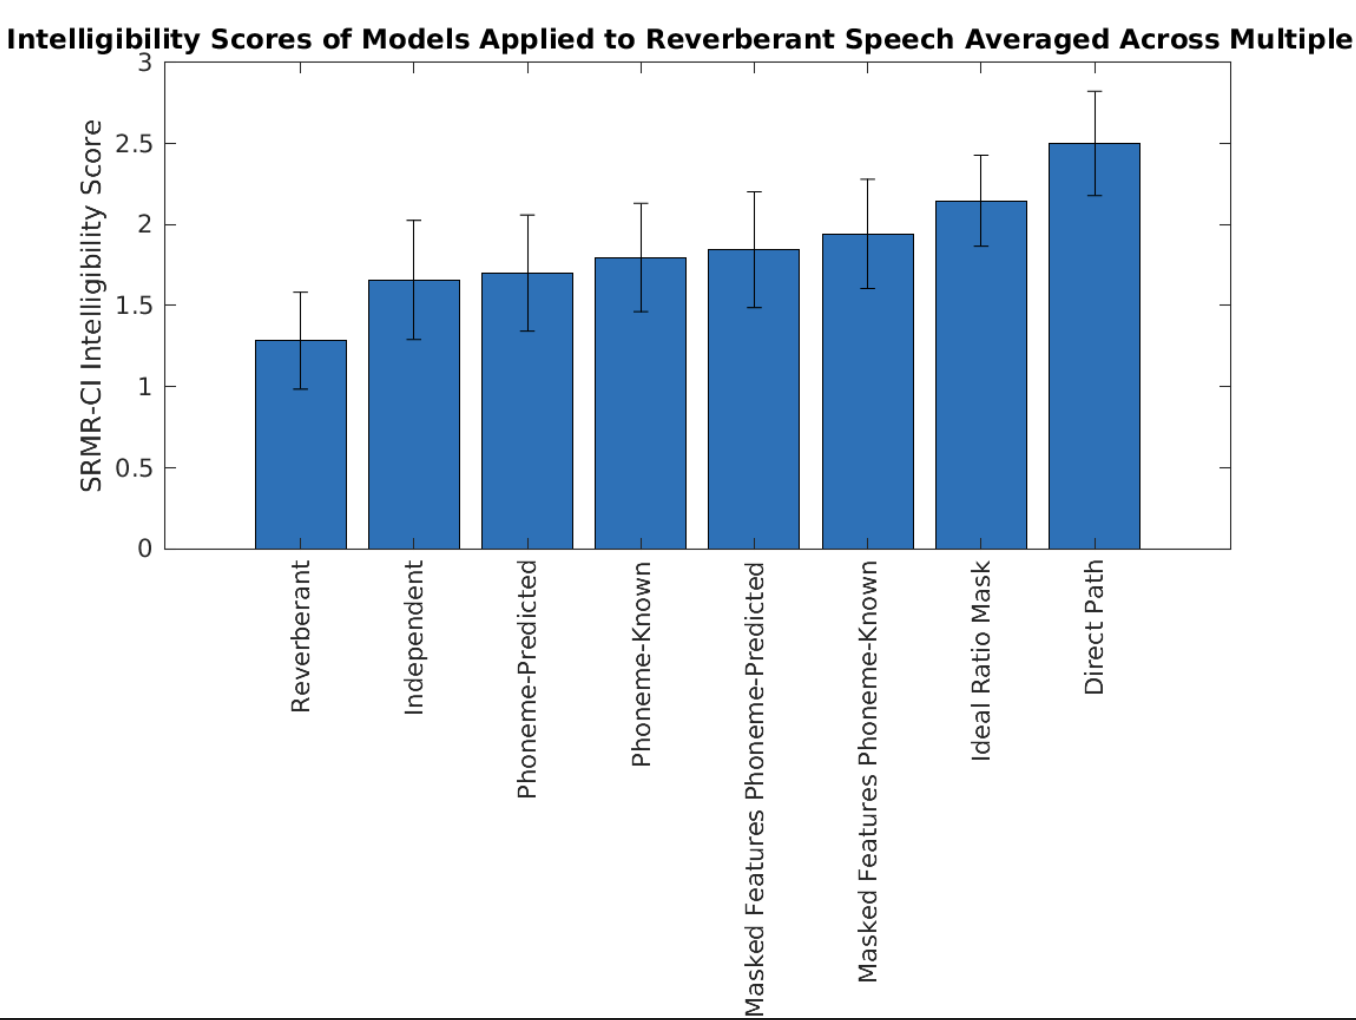 Intelligibility Scores of Models Applied to Reverberant Speech Averaged Across Multiple
3
2.5
2
1.5
1
0.5
0
SRMR-CI Intelligibility Score
Reverberant
Independent
Phoneme-Predicted
Phoneme-Known
Masked Features Phoneme-Predicted
Masked Features Phoneme-Known
Ideal Ratio Mask
Direct Path